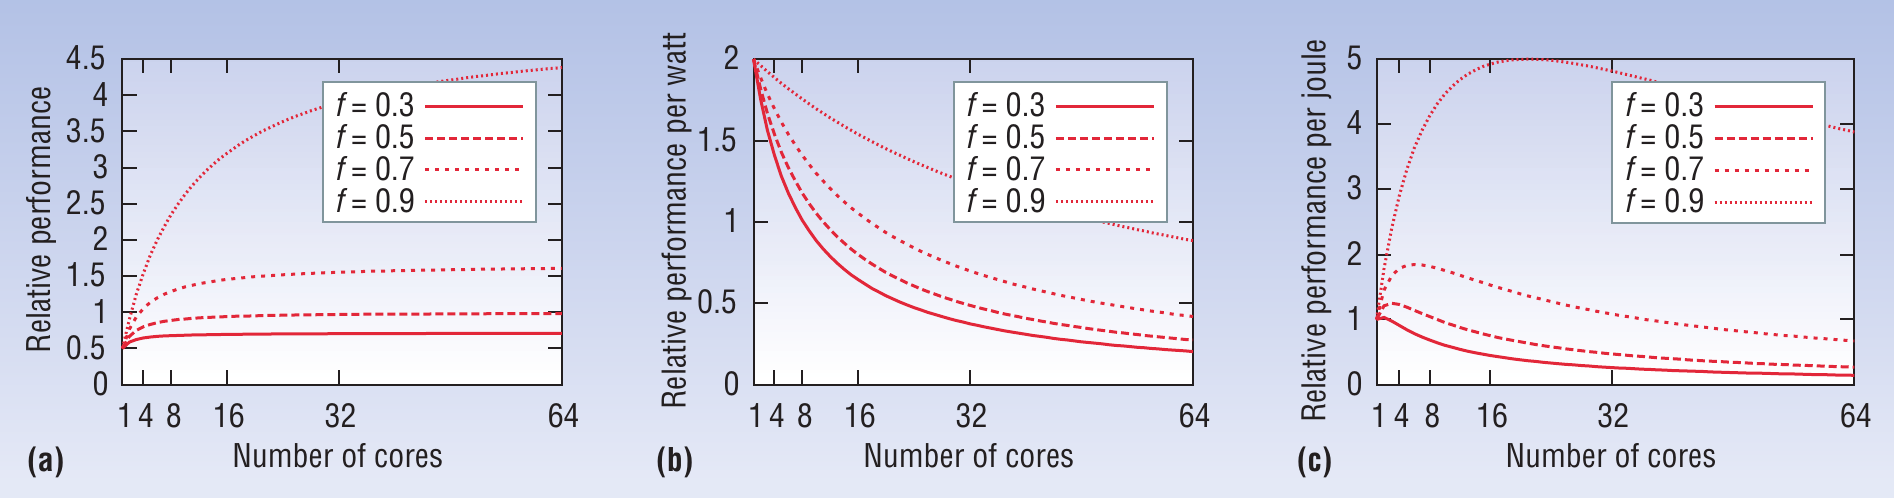 Relative performance
4.5
4
3.5
3
2.5
2
1.5
1
0.5
0
f = 0.3
f = 0.5
f = 0.7
f = 0.9
1 4 8 16 32 64
(a) Number of cores
Relative performance per watt
2
1.5
1
0.5
0
f = 0.3
f = 0.5
f = 0.7
f = 0.9
1 4 8 16 32 64
(b) Number of cores
Relative performance per joule
5
4
3
2
1
0
f = 0.3
f = 0.5
f = 0.7
f = 0.9
1 4 8 16 32 64
(c) Number of cores